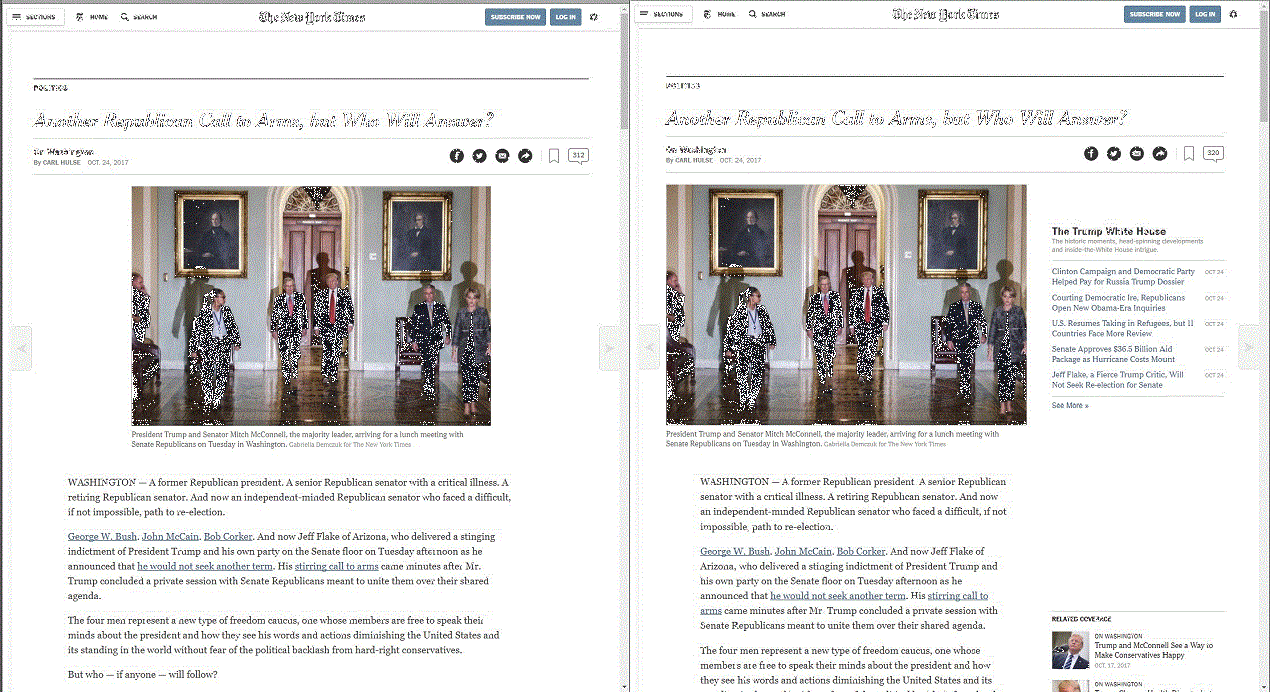 SECTIONS HOME SEARCH The New York Times SUBSCRIBE NOW LOG IN
POLITICS
Another Republican Call to Arms, but Who Will Answer?
On Washington
By CARL HULSE OCT. 24, 2017
312
President Trump and Senator Mitch McConnell, the majority leader, arriving for a lunch meeting with
Senate Republicans on Tuesday in Washington. Gabriella Demczuk for The New York Times
WASHINGTON — A former Republican president. A senior Republican senator with a critical illness. A
retiring Republican senator. And now an independent-minded Republican senator who faced a difficult,
if not impossible, path to re-election.
George W. Bush. John McCain. Bob Corker. And now Jeff Flake of Arizona, who delivered a stinging
indictment of President Trump and his own party on the Senate floor on Tuesday afternoon as he
announced that he would not seek another term. His stirring call to arms came minutes after Mr.
Trump concluded a private session with Senate Republicans meant to unite them over their shared
agenda.
The four men represent a new type of freedom caucus, one whose members are free to speak their
minds about the president and how they see his words and actions diminishing the United States and
its standing in the world without fear of the political backlash from hard-right conservatives.
But who — if anyone — will follow?
SECTIONS HOME SEARCH The New York Times SUBSCRIBE NOW LOG IN
POLITICS
Another Republican Call to Arms, but Who Will Answer?
On Washington
By CARL HULSE OCT. 24, 2017
320
President Trump and Senator Mitch McConnell, the majority leader, arriving for a lunch meeting with
Senate Republicans on Tuesday in Washington. Gabriella Demczuk for The New York Times
WASHINGTON — A former Republican president. A senior Republican
senator with a critical illness. A retiring Republican senator. And now
an independent-minded Republican senator who faced a difficult, if not
impossible, path to re-election.
George W. Bush. John McCain. Bob Corker. And now Jeff Flake of
Arizona, who delivered a stinging indictment of President Trump and
his own party on the Senate floor on Tuesday afternoon as he
announced that he would not seek another term. His stirring call to
arms came minutes after Mr. Trump concluded a private session with
Senate Republicans meant to unite them over their shared agenda.
The four men represent a new type of freedom caucus, one whose
members are free to speak their minds about the president and how
they see his words and actions diminishing the United States and its
The Trump White House
The historic moments, head-spinning developments
and inside-the-White House intrigue.
Clinton Campaign and Democratic Party OCT 24
Helped Pay for Russia Trump Dossier
Courting Democratic Ire, Republicans OCT 24
Open New Obama-Era Inquiries
U.S. Resumes Taking in Refugees, but 11 OCT 24
Countries Face More Review
Senate Approves $36.5 Billion Aid OCT 24
Package as Hurricane Costs Mount
Jeff Flake, a Fierce Trump Critic, Will OCT 24
Not Seek Re-election for Senate
See More »
RELATED COVERAGE
ON WASHINGTON
Trump and McConnell See a Way to
Make Conservatives Happy
OCT. 17, 2017
ON WASHINGTON